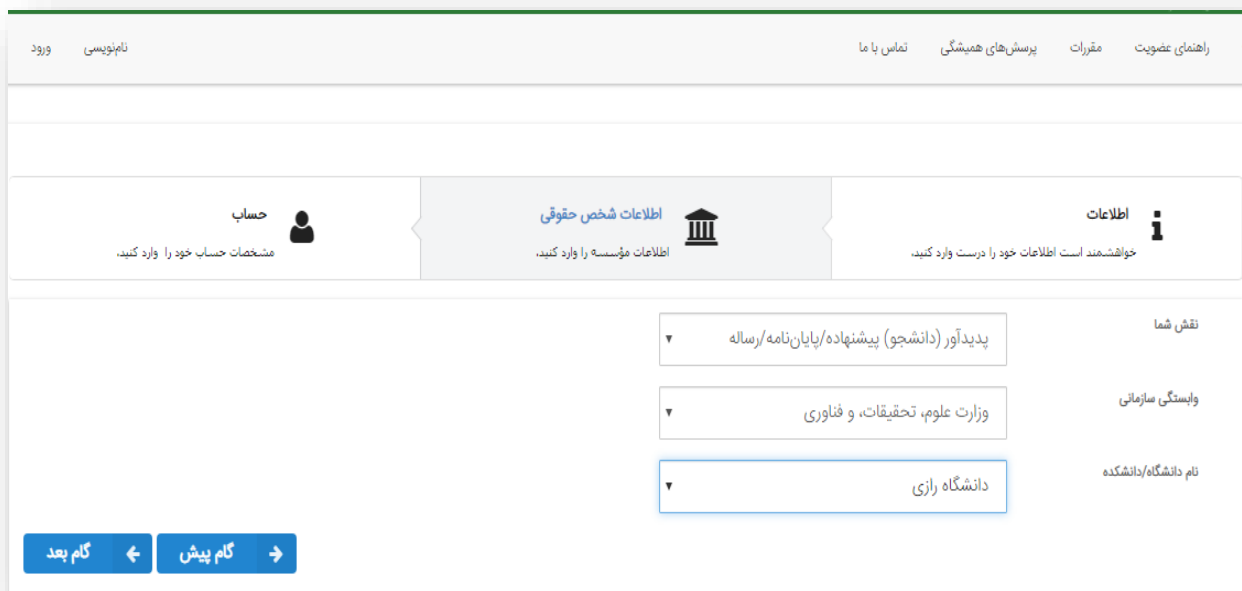 راهنمای عضویت    مقررات    پرسش‌های همیشگی    تماس با ما    نام‌نویسی    ورود
اطلاعات
خواهشمند است اطلاعات خود را درست وارد کنید.
اطلاعات شخص حقوقی
اطلاعات مؤسسه را وارد کنید.
حساب
مشخصات حساب خود را وارد کنید.
نقش شما    پدیدآور (دانشجو) پیشنهاده/پایان‌نامه/رساله
وابستگی سازمانی    وزارت علوم، تحقیقات، و فناوری
نام دانشگاه/دانشکده    دانشگاه رازی
گام پیش    گام بعد